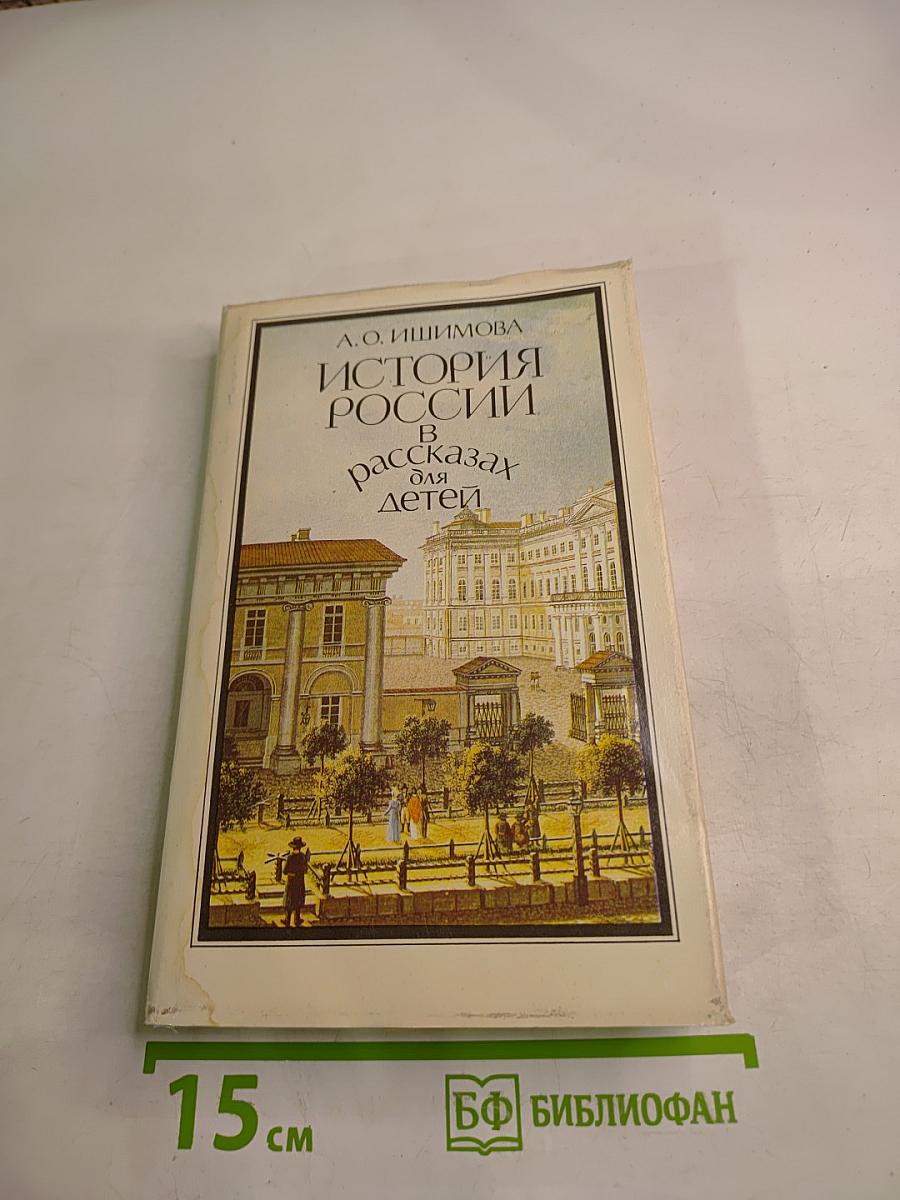 А. О. ИШИМОВА
ИСТОРИЯ
РОССИИ
В
рассказах
для
детей
15 см
БФ БИБЛИОФАН